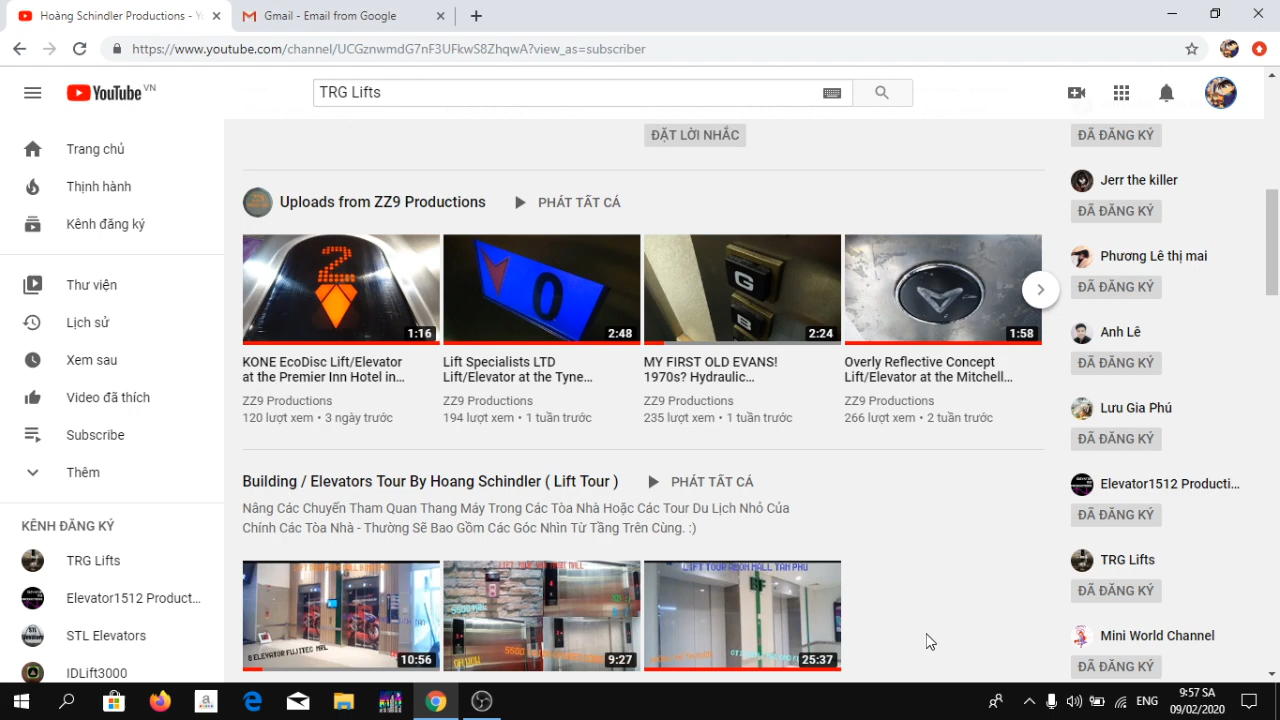 Hoàng Schindler Productions - Y
Gmail - Email from Google
https://www.youtube.com/channel/UCGznwmdG7nF3UFkwS8ZhqwA?view_as=subscriber
YouTube VN
TRG Lifts
ĐẶT LỜI NHẮC
Trang chủ
Thịnh hành
Kênh đăng ký
Thư viện
Lịch sử
Xem sau
Video đã thích
Subscribe
Thêm
KÊNH ĐĂNG KÝ
TRG Lifts
Elevator1512 Product...
STL Elevators
IDLift3000
Uploads from ZZ9 Productions
PHÁT TẤT CẢ
2
1:16
0
2:48
G
B
2:24
1:58
KONE EcoDisc Lift/Elevator
at the Premier Inn Hotel in...
ZZ9 Productions
120 lượt xem • 3 ngày trước
Lift Specialists LTD
Lift/Elevator at the Tyne...
ZZ9 Productions
194 lượt xem • 1 tuần trước
MY FIRST OLD EVANS!
1970s? Hydraulic...
ZZ9 Productions
235 lượt xem • 1 tuần trước
Overly Reflective Concept
Lift/Elevator at the Mitchell...
ZZ9 Productions
266 lượt xem • 2 tuần trước
Building / Elevators Tour By Hoang Schindler ( Lift Tour )
PHÁT TẤT CẢ
Nâng Các Chuyến Tham Quan Thang Máy Trong Các Tòa Nhà Hoặc Các Tour Du Lịch Nhỏ Của
Chính Các Tòa Nhà - Thường Sẽ Bao Gồm Các Góc Nhìn Từ Tầng Trên Cùng. :)
8 ELEVATOR FUJITEC MRL
10:56
9:27
LIFT TOUR AEON MALL TAN PHU
25:37
ĐÃ ĐĂNG KÝ
Jerr the killer
ĐÃ ĐĂNG KÝ
Phương Lê thị mai
ĐÃ ĐĂNG KÝ
Anh Lê
ĐÃ ĐĂNG KÝ
Lưu Gia Phú
ĐÃ ĐĂNG KÝ
Elevator1512 Producti...
ĐÃ ĐĂNG KÝ
TRG Lifts
ĐÃ ĐĂNG KÝ
Mini World Channel
ĐÃ ĐĂNG KÝ
ENG
9:57 SA
09/02/2020